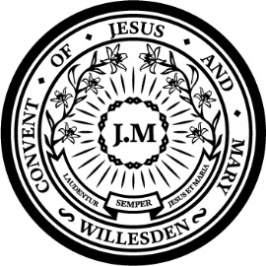 CONVENT OF JESUS AND MARY
J.M
LAUDENTUR SEMPER JESUS ET MARIA
WILLESDEN